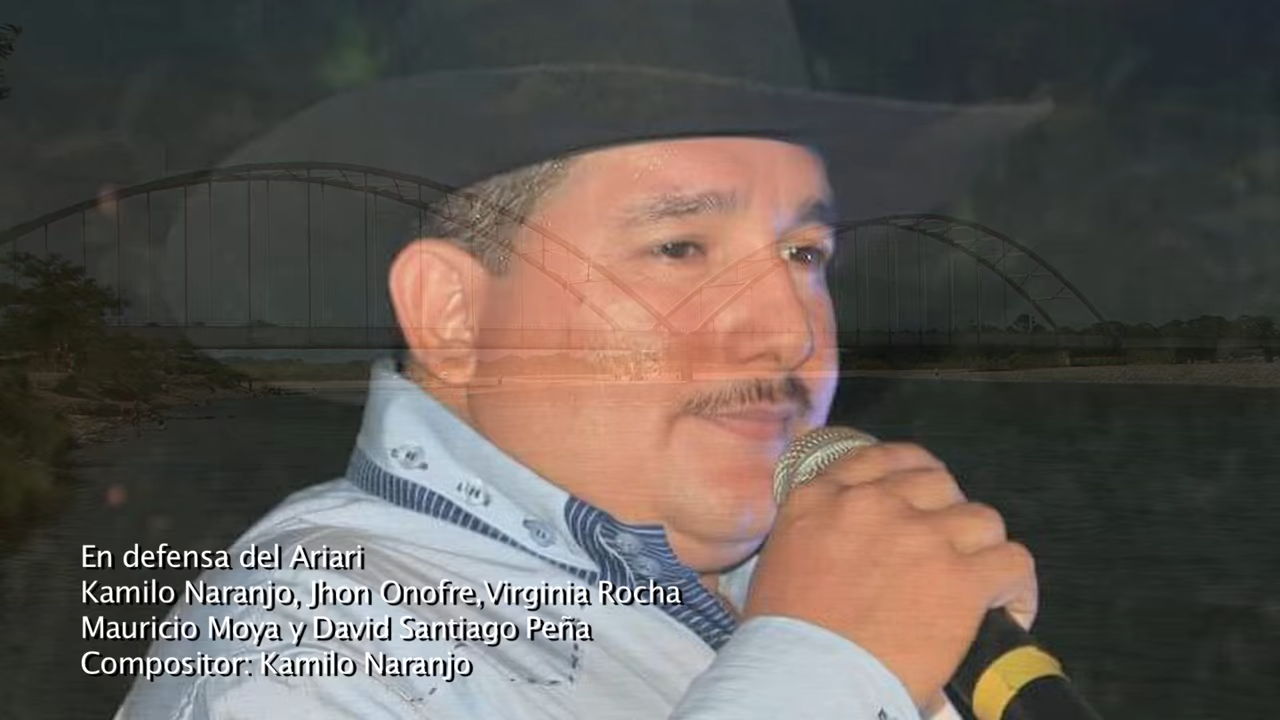 En defensa del Ariari
Kamilo Naranjo, Jhon Onofre,Virginia Rocha
Mauricio Moya y David Santiago Peña
Compositor: Kamilo Naranjo